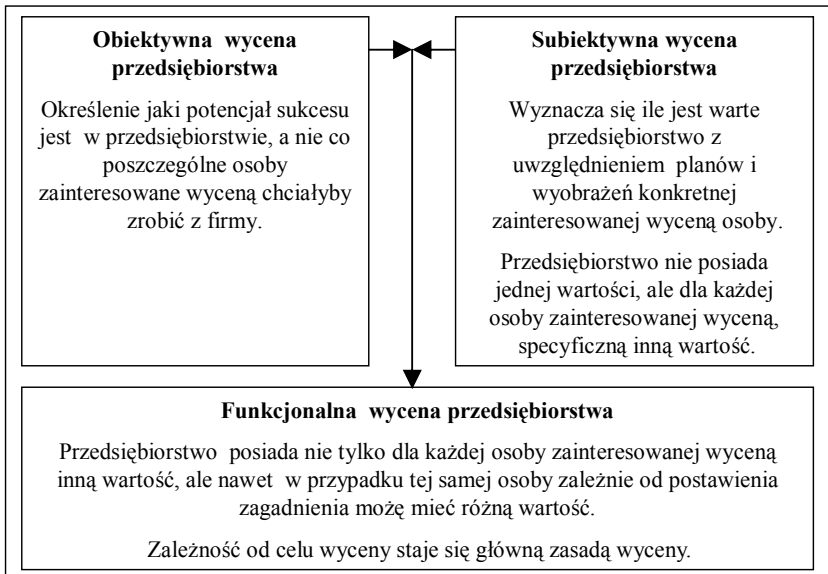 Obiektywna wycena
przedsiębiorstwa
Określenie jaki potencjał sukcesu
jest w przedsiębiorstwie, a nie co
poszczególne osoby
zainteresowane wyceną chciałyby
zrobić z firmy.
Subiektywna wycena
przedsiębiorstwa
Wyznacza się ile jest warte
przedsiębiorstwo z
uwzględnieniem planów i
wyobrażeń konkretnej
zainteresowanej wyceną osoby.
Przedsiębiorstwo nie posiada
jednej wartości, ale dla każdej
osoby zainteresowanej wyceną,
specyficzną inną wartość.
Funkcjonalna wycena przedsiębiorstwa
Przedsiębiorstwo posiada nie tylko dla każdej osoby zainteresowanej wyceną
inną wartość, ale nawet w przypadku tej samej osoby zależnie od postawienia
zagadnienia możę mieć różną wartość.
Zależność od celu wyceny staje się główną zasadą wyceny.